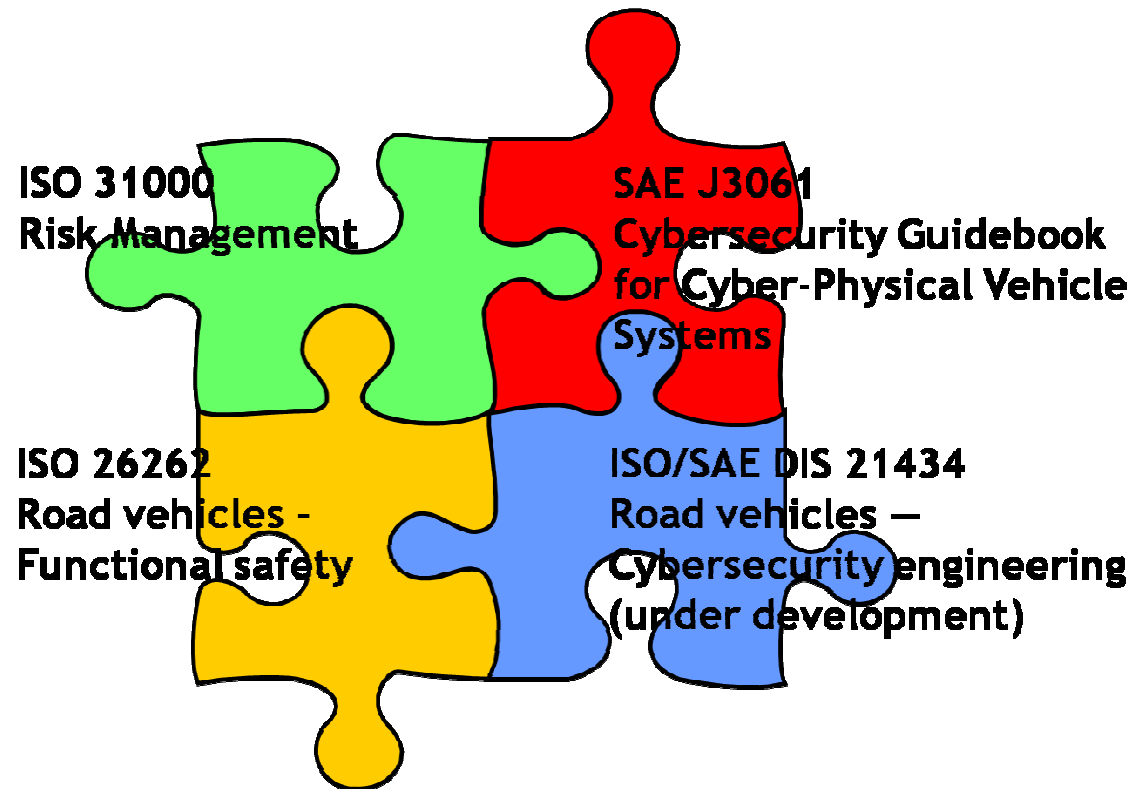 ISO 31000
Risk Management
SAE J3061
Cybersecurity Guidebook
for Cyber-Physical Vehicle
Systems
ISO 26262
Road vehicles -
Functional safety
ISO/SAE DIS 21434
Road vehicles —
Cybersecurity engineering
(under development)